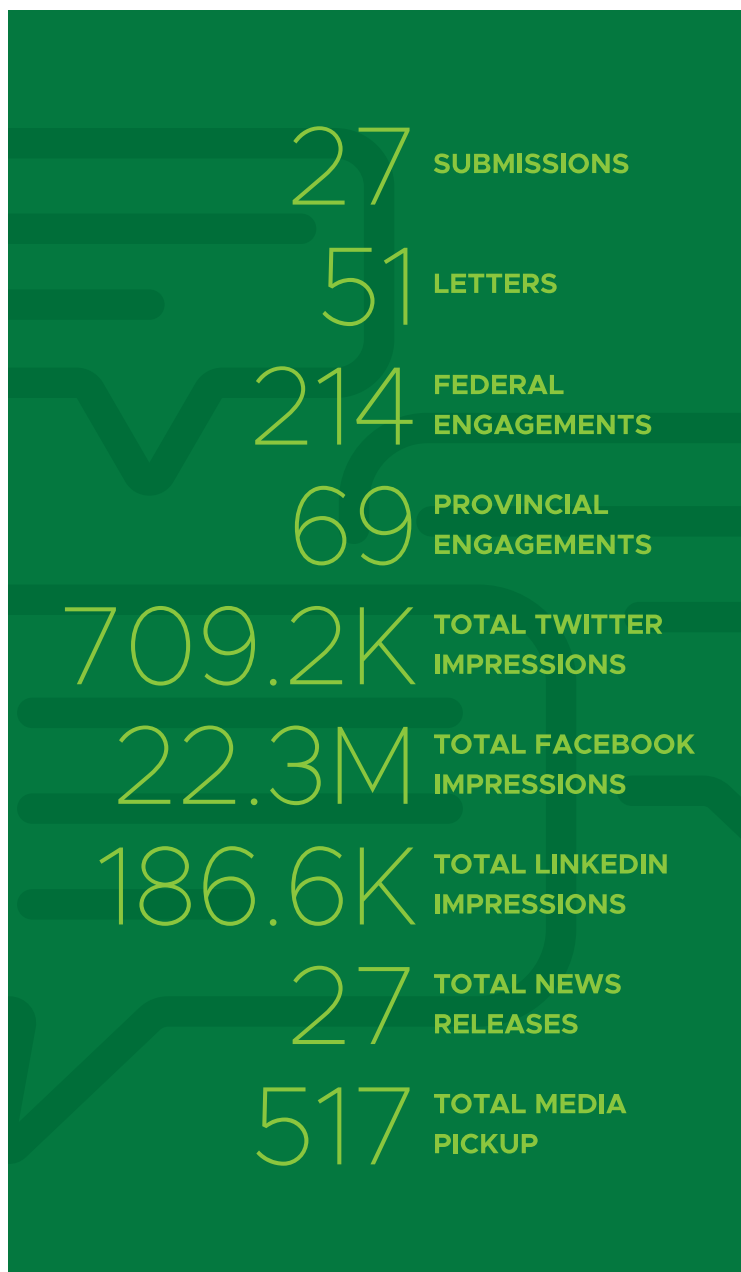 27 SUBMISSIONS
51 LETTERS
214 FEDERAL
ENGAGEMENTS
69 PROVINCIAL
ENGAGEMENTS
709.2K TOTAL TWITTER
IMPRESSIONS
22.3M TOTAL FACEBOOK
IMPRESSIONS
186.6K TOTAL LINKEDIN
IMPRESSIONS
27 TOTAL NEWS
RELEASES
517 TOTAL MEDIA
PICKUP